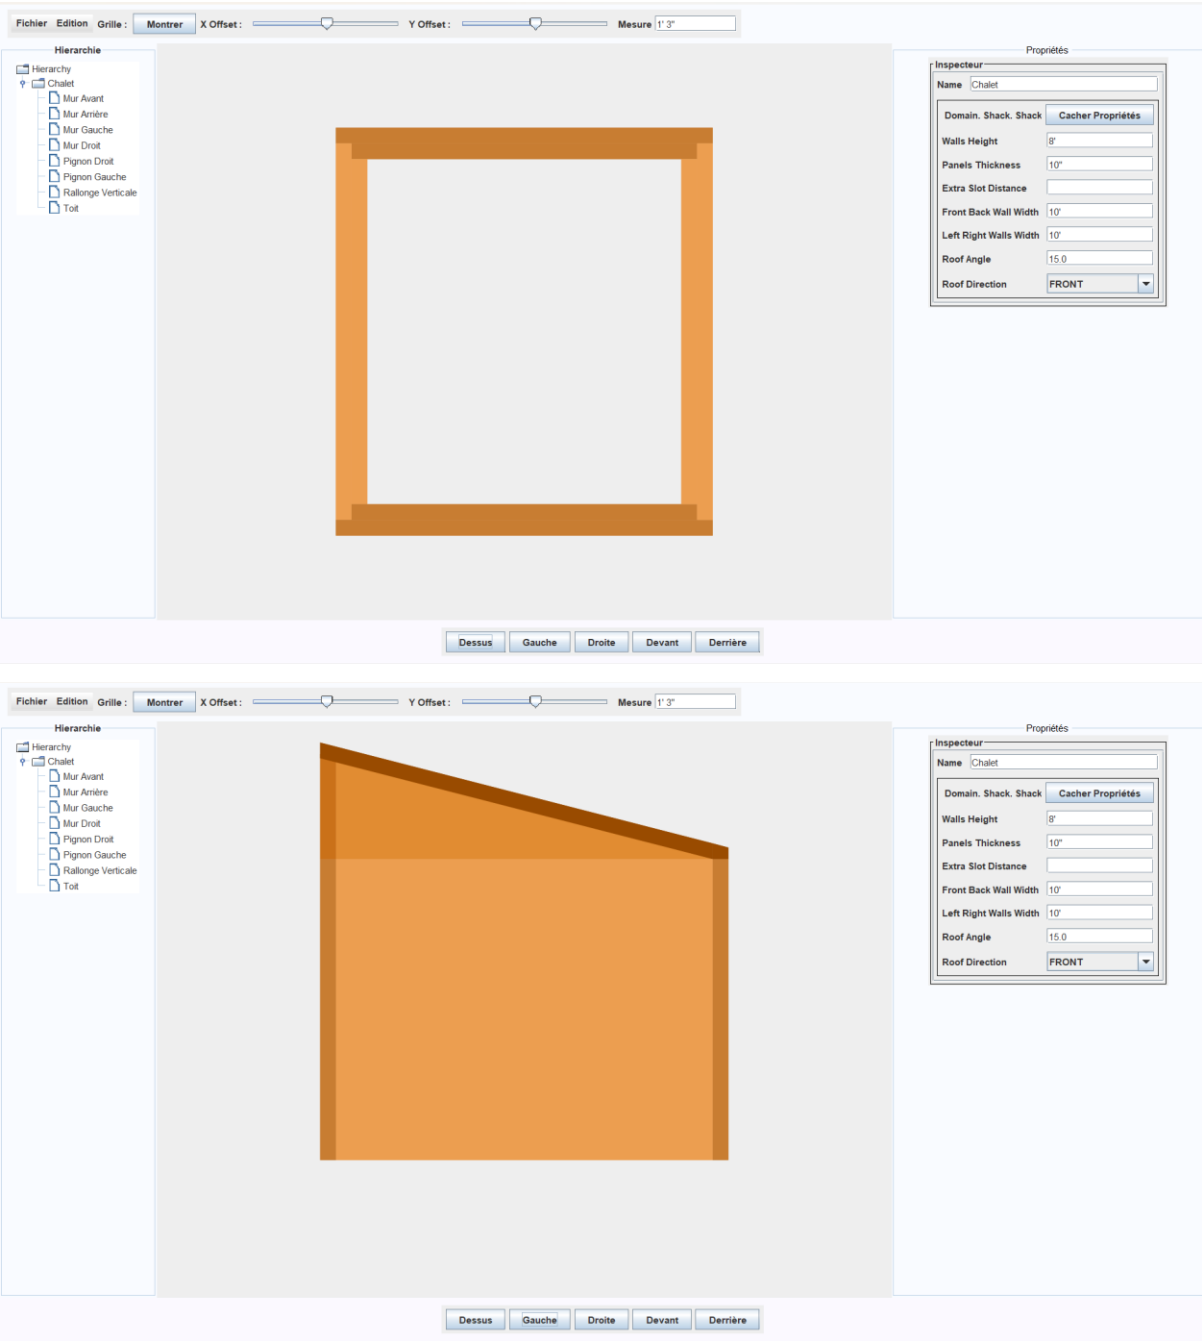 Fichier Edition Grille : Montrer X Offset : Y Offset : Mesure 1' 3"
Hierarchie
Hierarchy
Chalet
Mur Avant
Mur Arrière
Mur Gauche
Mur Droit
Pignon Droit
Pignon Gauche
Rallonge Verticale
Toit
Propriétés
Inspecteur
Name Chalet
Domain. Shack. Shack Cacher Propriétés
Walls Height 8'
Panels Thickness 10"
Extra Slot Distance
Front Back Wall Width 10'
Left Right Walls Width 10'
Roof Angle 15.0
Roof Direction FRONT
Dessus Gauche Droite Devant Derrière
Fichier Edition Grille : Montrer X Offset : Y Offset : Mesure 1' 3"
Hierarchie
Hierarchy
Chalet
Mur Avant
Mur Arrière
Mur Gauche
Mur Droit
Pignon Droit
Pignon Gauche
Rallonge Verticale
Toit
Propriétés
Inspecteur
Name Chalet
Domain. Shack. Shack Cacher Propriétés
Walls Height 8'
Panels Thickness 10"
Extra Slot Distance
Front Back Wall Width 10'
Left Right Walls Width 10'
Roof Angle 15.0
Roof Direction FRONT
Dessus Gauche Droite Devant Derrière